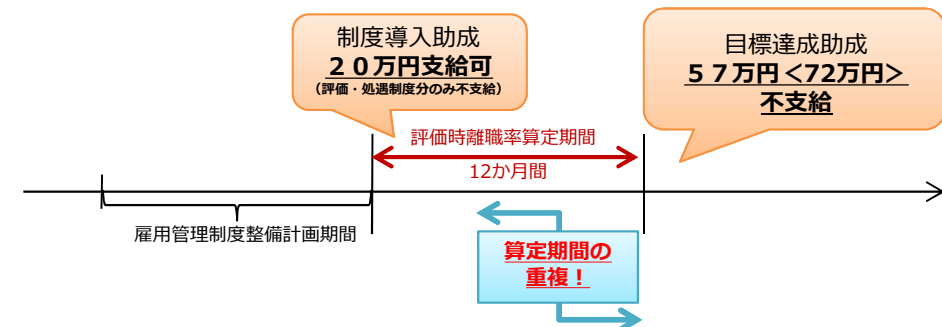 制度導入助成
２０万円支給可
（評価・処遇制度分のみ不支給）
目標達成助成
５７万円＜72万円＞
不支給
評価時離職率算定期間
12か月間
雇用管理制度整備計画期間
算定期間の
重複！